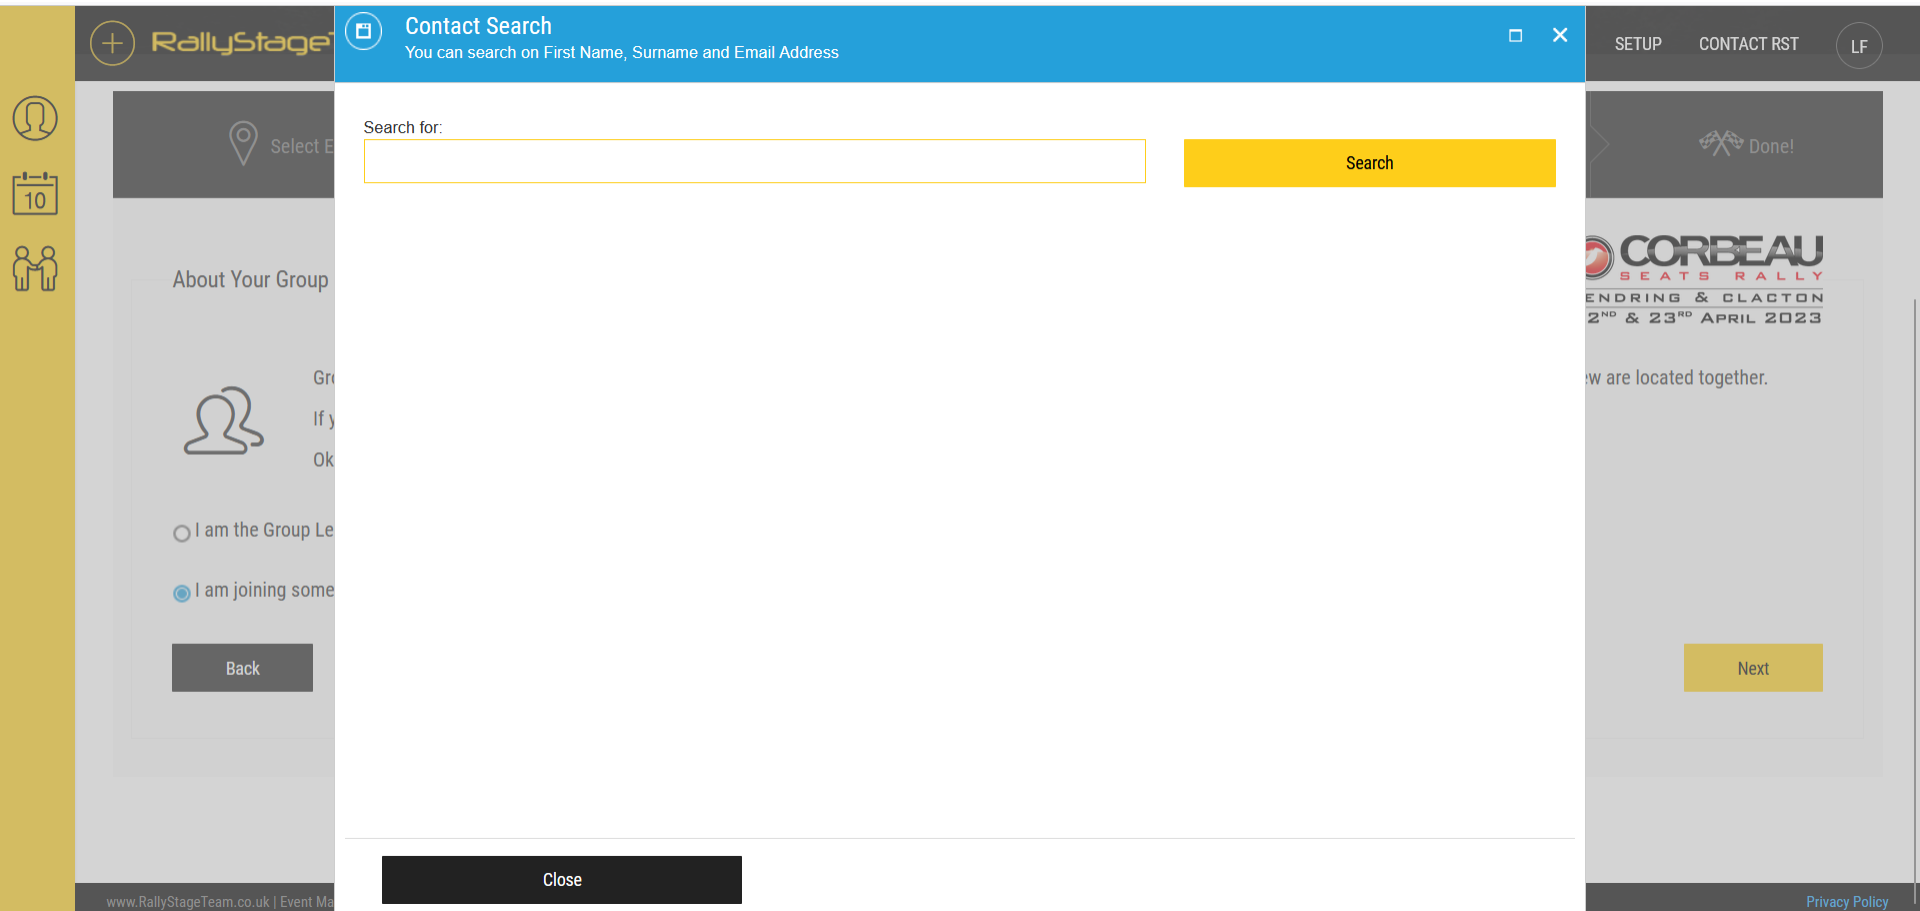 RallyStage
Contact Search
You can search on First Name, Surname and Email Address
SETUP
CONTACT RST
LF
Select E
Done!
10
Search for:
Search
CORBEAU
SEATS RALLY
ENDRING & CLACTON
2ND & 23RD APRIL 2023
About Your Group
Gr
ew are located together.
If y
Ok
I am the Group Le
I am joining some
Back
Next
Close
www.RallyStageTeam.co.uk | Event Ma
Privacy Policy